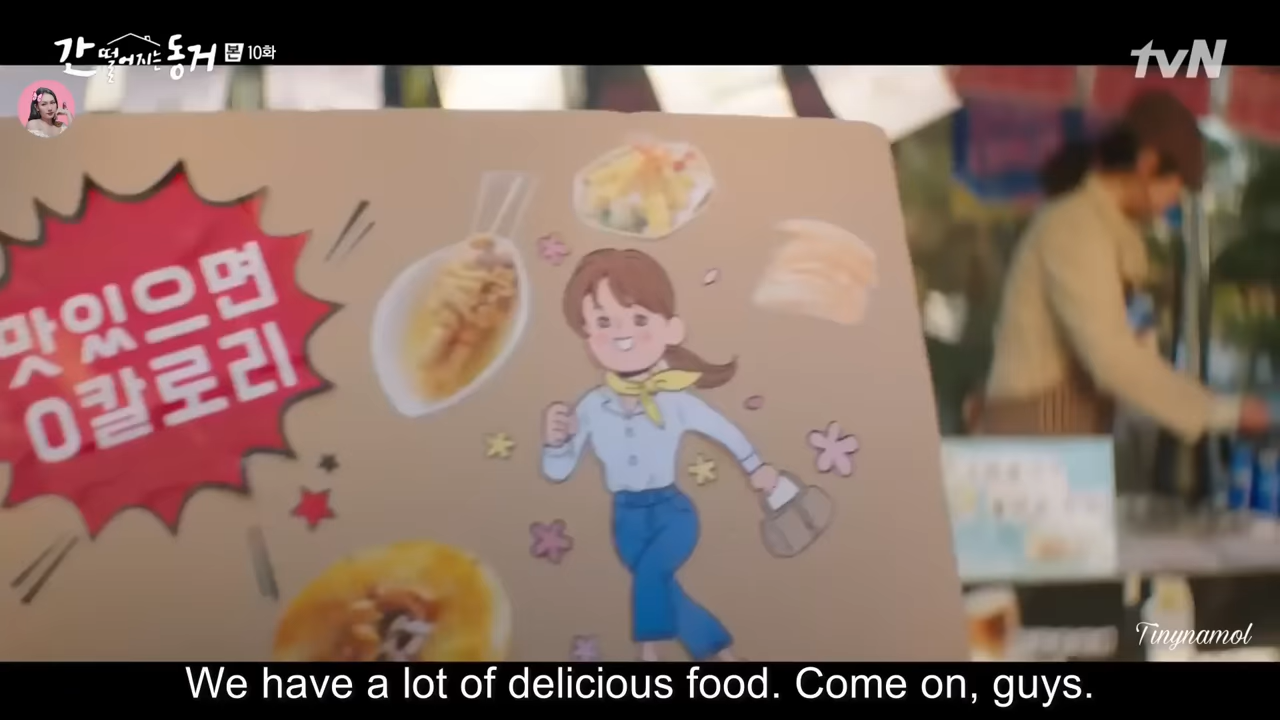 간 떨어지는 동거 본 10화
tvN
맛있으면
0칼로리
Tinynamol
We have a lot of delicious food. Come on, guys.